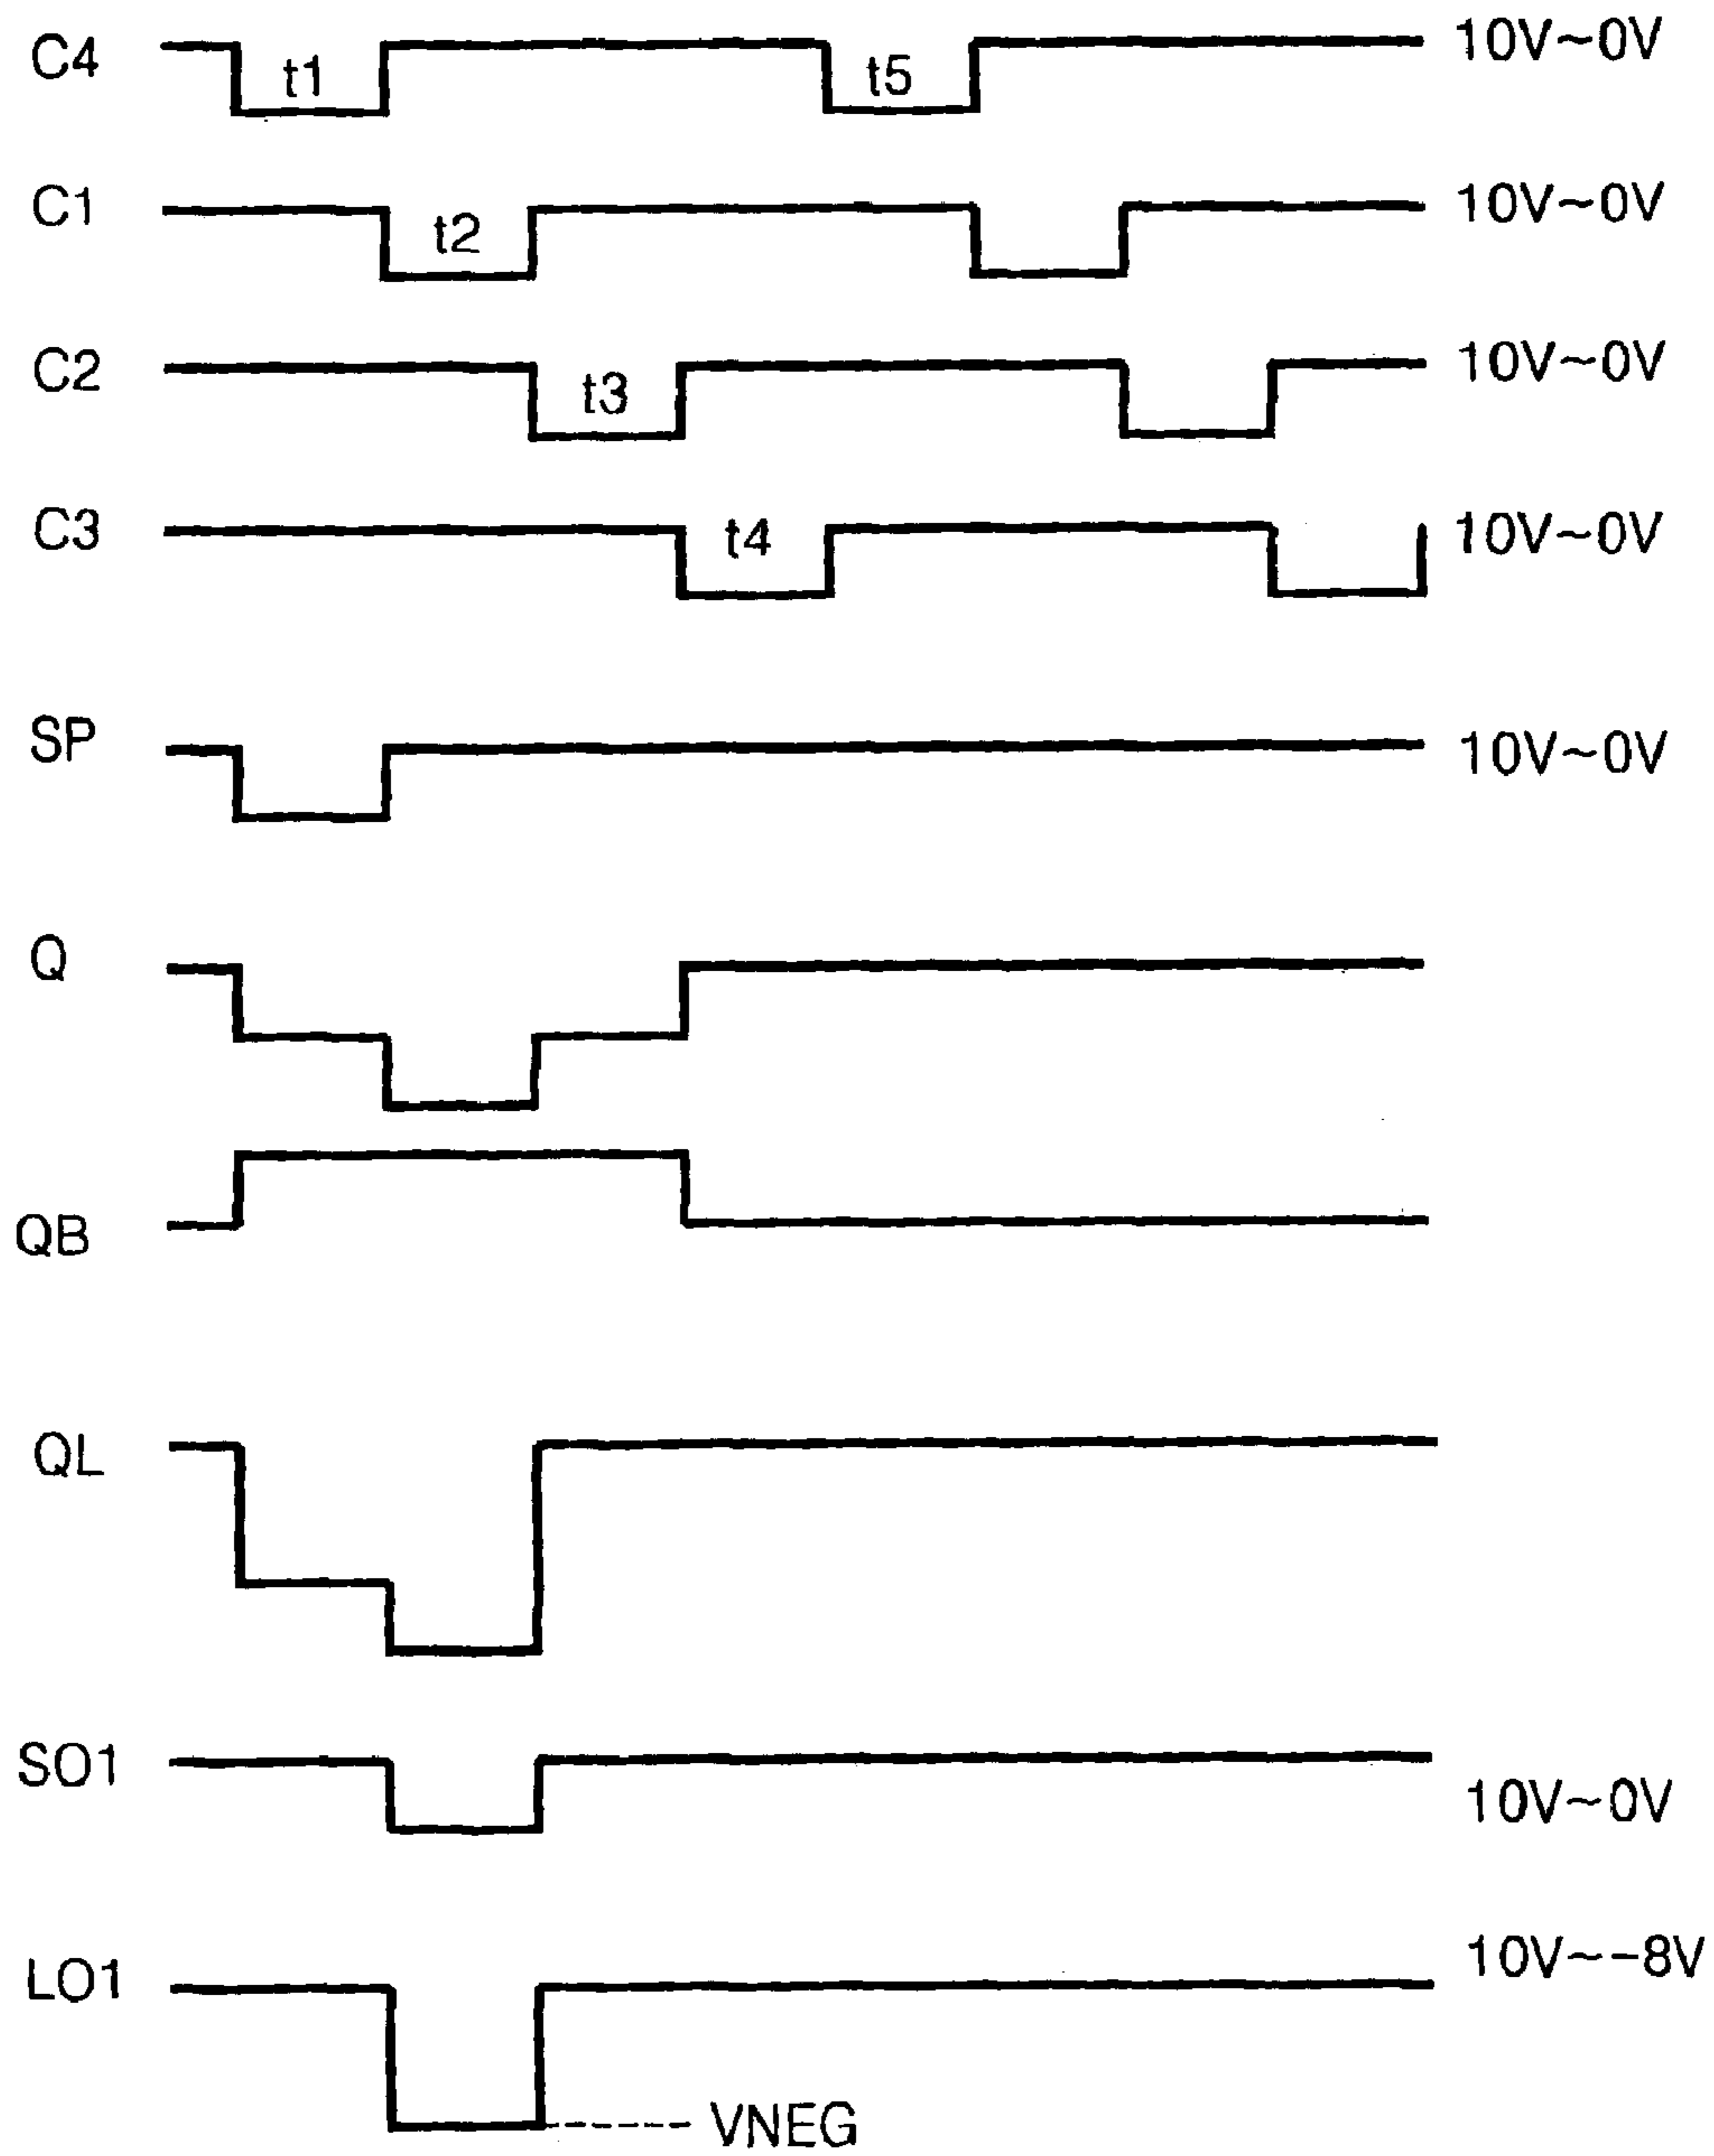 C4 t1 t5 10V~0V
C1 t2 10V~0V
C2 t3 10V~0V
C3 t4 10V~0V
SP 10V~0V
Q
QB
QL
SO1 10V~0V
LO1 10V~-8V
VNEG